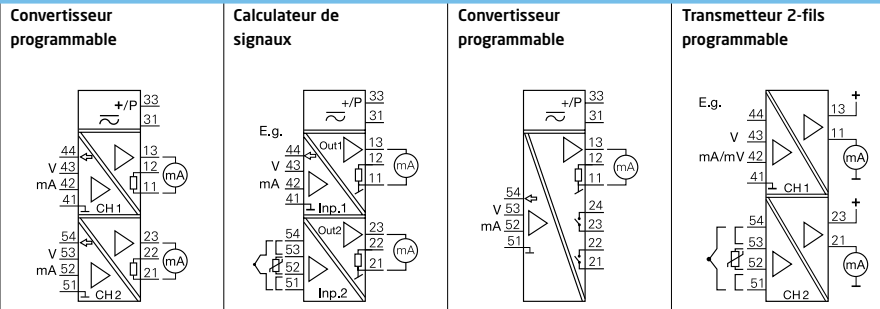 Convertisseur
programmable
+/P
33
31
44
V 43
mA 42
41
CH1
13
12
11
mA
54
V 53
mA 52
51
CH2
23
22
21
mA
Calculateur de
signaux
+/P
33
31
E.g.
44
V 43
mA 42
41
Inp.1
Out1
13
12
11
mA
54
53
52
51
Inp.2
Out2
23
22
21
mA
Convertisseur
programmable
+/P
33
31
13
12
11
mA
54
V 53
mA 52
51
24
23
22
21
Transmetteur 2-fils
programmable
E.g.
44
V 43
mA/mV 42
41
CH1
13
+
11
mA
54
53
52
51
CH2
23
+
21
mA